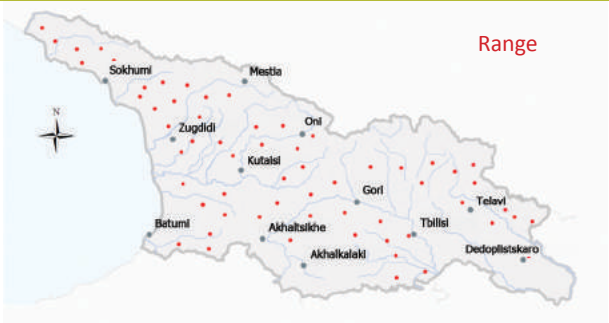 Range
Sokhumi
Mestia
N
Zugdidi
Oni
Kutaisi
Gori
Telavi
Batumi
Akhaltsikhe
Tbilisi
Akhalkalaki
Dedoplistskaro